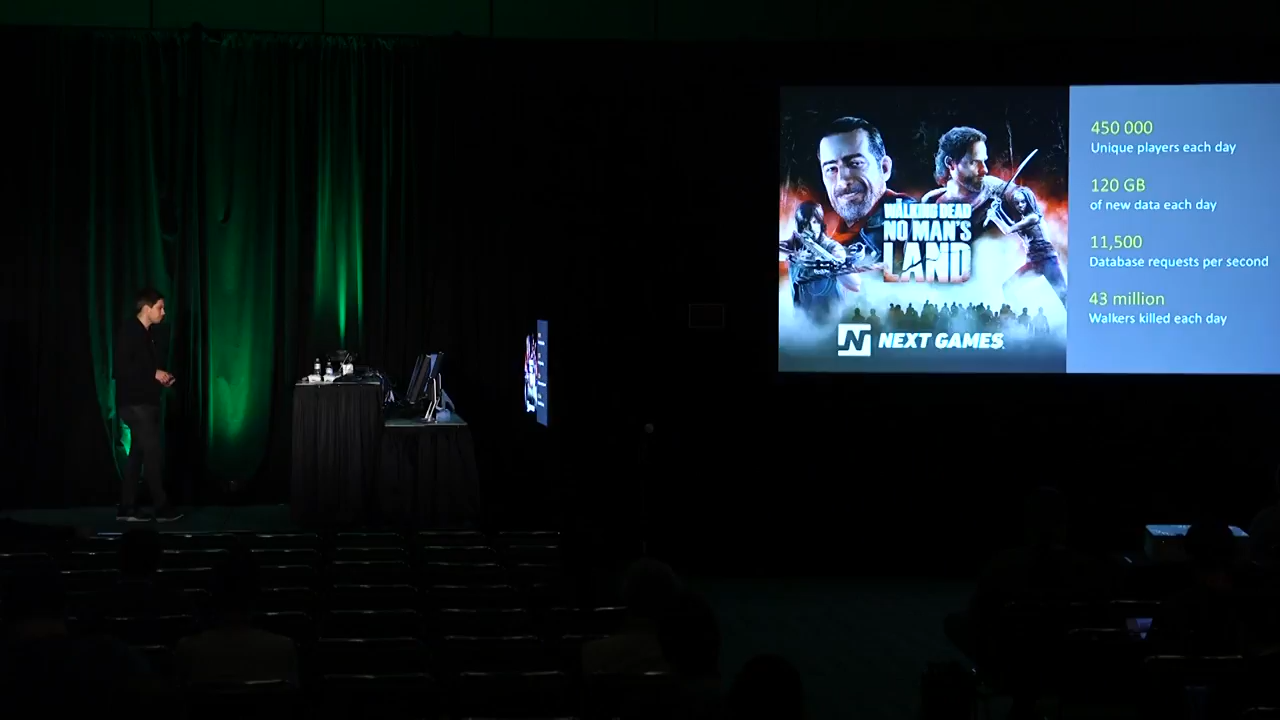 WALKING DEAD
NO MAN'S
LAND
NEXT GAMES
450 000
Unique players each day
120 GB
of new data each day
11,500
Database requests per second
43 million
Walkers killed each day